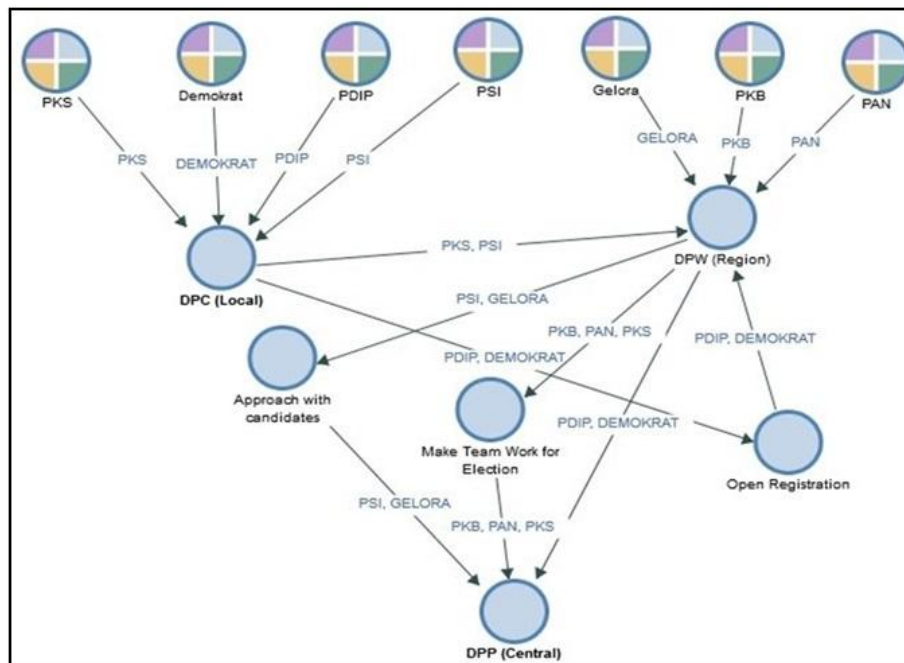 PKS
Demokrat
PDIP
PSI
Gelora
PKB
PAN
PKS
DEMOKRAT
PDIP
PSI
GELORA
PKB
PAN
PKS, PSI
DPW (Region)
DPC (Local)
PSI, GELORA
PKB, PAN, PKS
PDIP, DEMOKRAT
PDIP, DEMOKRAT
Approach with
candidates
PDIP, DEMOKRAT
Make Team Work for
Election
Open Registration
PSI, GELORA
PKB, PAN, PKS
DPP (Central)